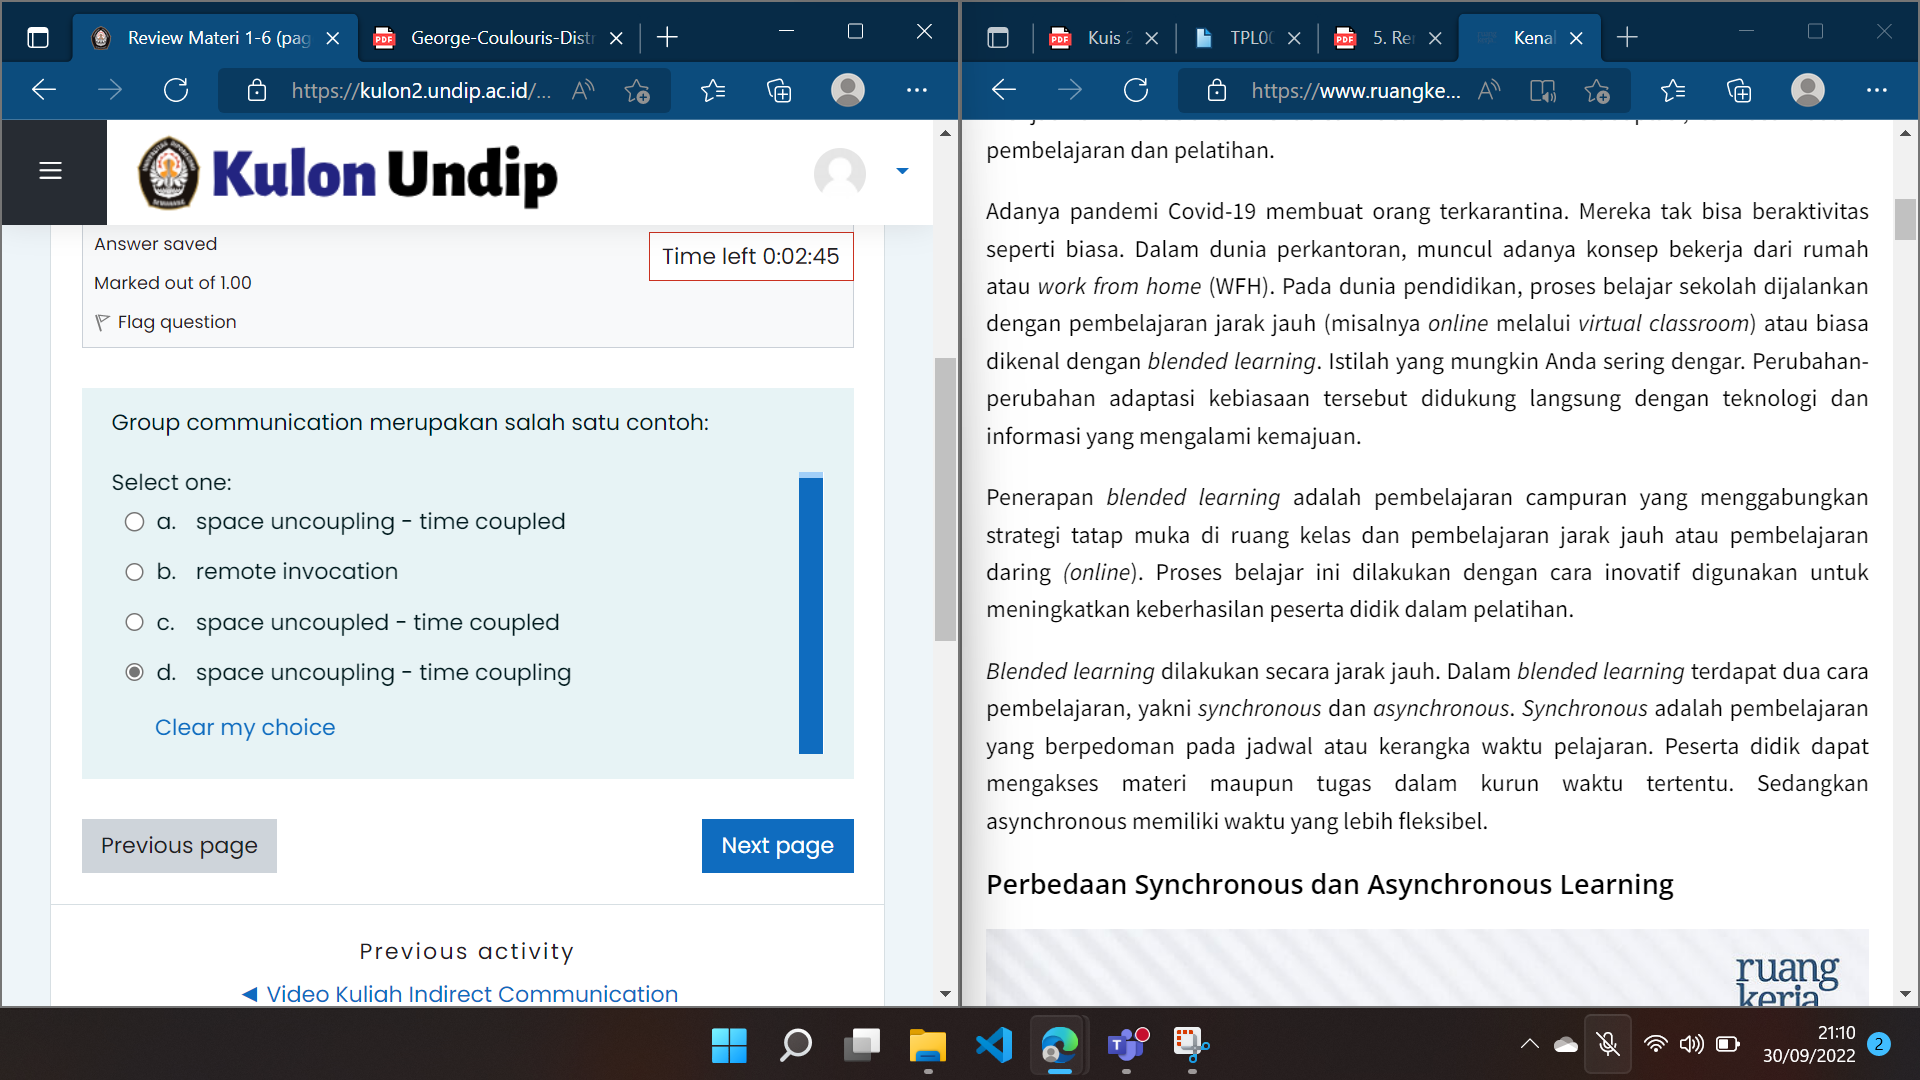 Review Materi 1-6 (pag
George-Coulouris-Distr
https://kulon2.undip.ac.id/...
Kulon Undip
Answer saved
Marked out of 1.00
Flag question
Time left 0:02:45
Group communication merupakan salah satu contoh:
Select one:
a. space uncoupling - time coupled
b. remote invocation
c. space uncoupled - time coupled
d. space uncoupling - time coupling
Clear my choice
Previous page
Next page
Previous activity
◄ Video Kuliah Indirect Communication
Kuis 2
TPL0
5. Re
Kenal
https://www.ruangke...
pembelajaran dan pelatihan.
Adanya pandemi Covid-19 membuat orang terkarantina. Mereka tak bisa beraktivitas
seperti biasa. Dalam dunia perkantoran, muncul adanya konsep bekerja dari rumah
atau work from home (WFH). Pada dunia pendidikan, proses belajar sekolah dijalankan
dengan pembelajaran jarak jauh (misalnya online melalui virtual classroom) atau biasa
dikenal dengan blended learning. Istilah yang mungkin Anda sering dengar. Perubahan-
perubahan adaptasi kebiasaan tersebut didukung langsung dengan teknologi dan
informasi yang mengalami kemajuan.
Penerapan blended learning adalah pembelajaran campuran yang menggabungkan
strategi tatap muka di ruang kelas dan pembelajaran jarak jauh atau pembelajaran
daring (online). Proses belajar ini dilakukan dengan cara inovatif digunakan untuk
meningkatkan keberhasilan peserta didik dalam pelatihan.
Blended learning dilakukan secara jarak jauh. Dalam blended learning terdapat dua cara
pembelajaran, yakni synchronous dan asynchronous. Synchronous adalah pembelajaran
yang berpedoman pada jadwal atau kerangka waktu pelajaran. Peserta didik dapat
mengakses materi maupun tugas dalam kurun waktu tertentu. Sedangkan
asynchronous memiliki waktu yang lebih fleksibel.
Perbedaan Synchronous dan Asynchronous Learning
ruang
kerja
21:10
30/09/2022
2